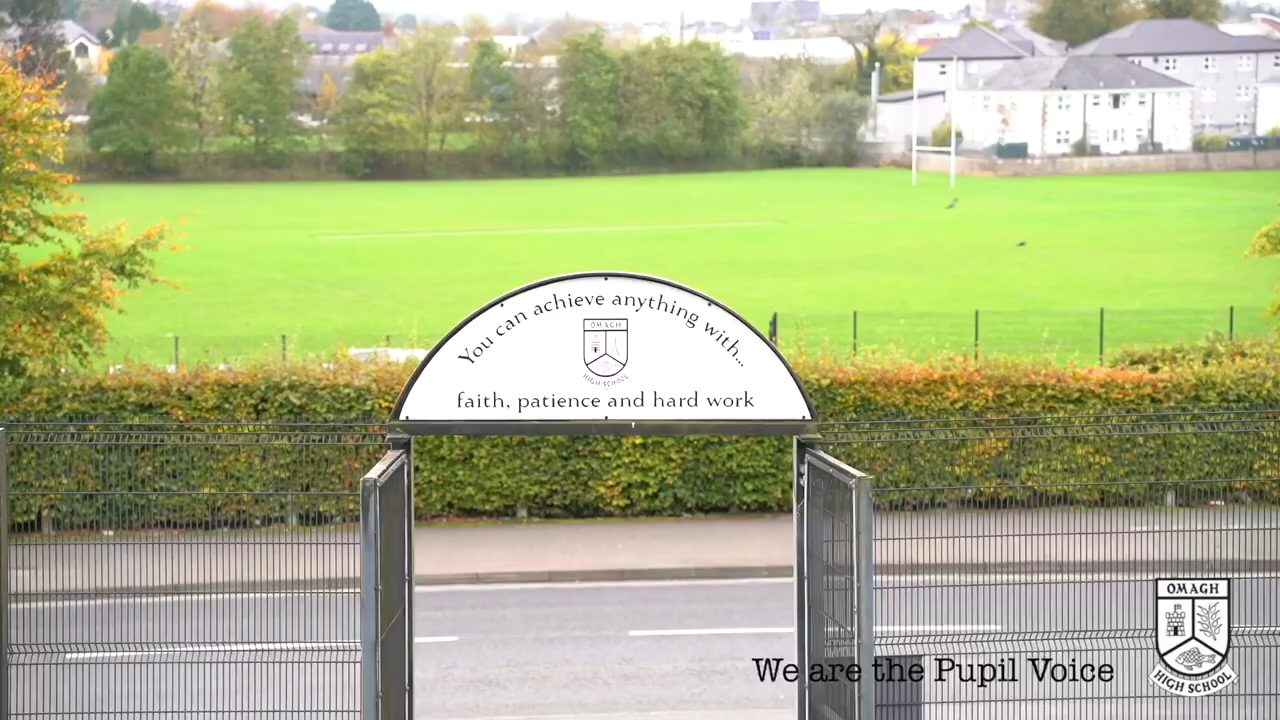 You can achieve anything with...
OMAGH
HIGH SCHOOL
faith, patience and hard work
We are the Pupil Voice
OMAGH
HIGH SCHOOL